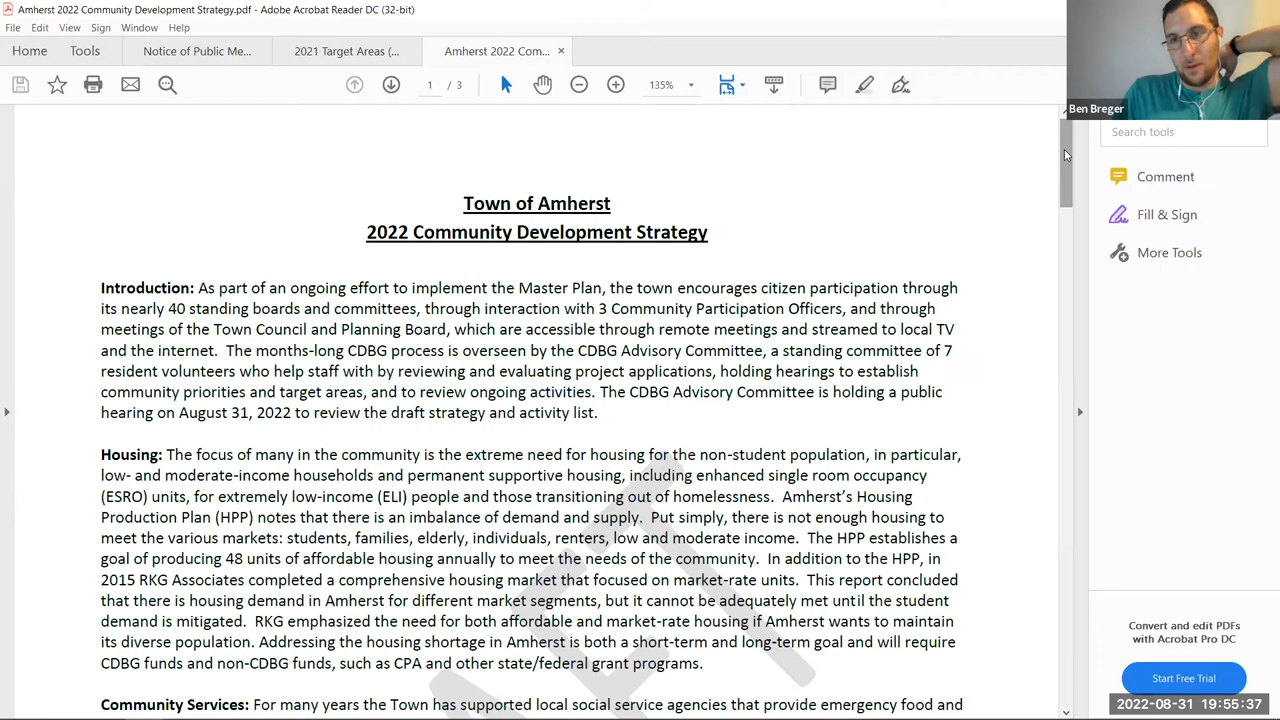 Amherst 2022 Community Development Strategy.pdf - Adobe Acrobat Reader DC (32-bit)
File Edit View Sign Window Help
Home Tools Notice of Public Me... 2021 Target Areas (... Amherst 2022 Com... ×
1 / 3 135%
Ben Breger
Search tools
Comment
Fill & Sign
More Tools
Town of Amherst
2022 Community Development Strategy
Introduction: As part of an ongoing effort to implement the Master Plan, the town encourages citizen participation through
its nearly 40 standing boards and committees, through interaction with 3 Community Participation Officers, and through
meetings of the Town Council and Planning Board, which are accessible through remote meetings and streamed to local TV
and the internet. The months-long CDBG process is overseen by the CDBG Advisory Committee, a standing committee of 7
resident volunteers who help staff with by reviewing and evaluating project applications, holding hearings to establish
community priorities and target areas, and to review ongoing activities. The CDBG Advisory Committee is holding a public
hearing on August 31, 2022 to review the draft strategy and activity list.
Housing: The focus of many in the community is the extreme need for housing for the non-student population, in particular,
low- and moderate-income households and permanent supportive housing, including enhanced single room occupancy
(ESRO) units, for extremely low-income (ELI) people and those transitioning out of homelessness. Amherst's Housing
Production Plan (HPP) notes that there is an imbalance of demand and supply. Put simply, there is not enough housing to
meet the various markets: students, families, elderly, individuals, renters, low and moderate income. The HPP establishes a
goal of producing 48 units of affordable housing annually to meet the needs of the community. In addition to the HPP, in
2015 RKG Associates completed a comprehensive housing market that focused on market-rate units. This report concluded
that there is housing demand in Amherst for different market segments, but it cannot be adequately met until the student
demand is mitigated. RKG emphasized the need for both affordable and market-rate housing if Amherst wants to maintain
its diverse population. Addressing the housing shortage in Amherst is both a short-term and long-term goal and will require
CDBG funds and non-CDBG funds, such as CPA and other state/federal grant programs.
Community Services: For many years the Town has supported local social service agencies that provide emergency food and
Convert and edit PDFs
with Acrobat Pro DC
Start Free Trial
2022-08-31 19:55:37